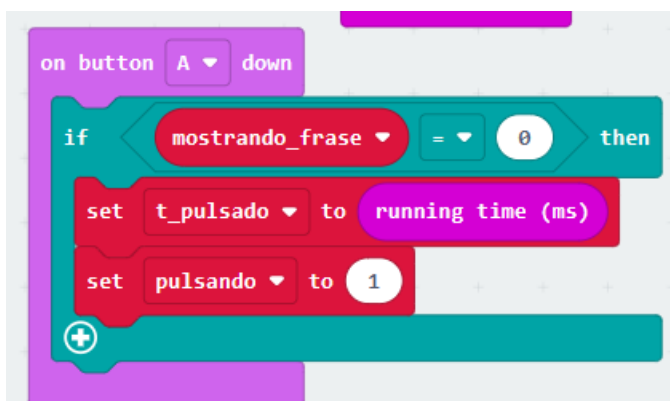 on button A down
if mostrando_frase = 0 then
set t_pulsado to running time (ms)
set pulsando to 1